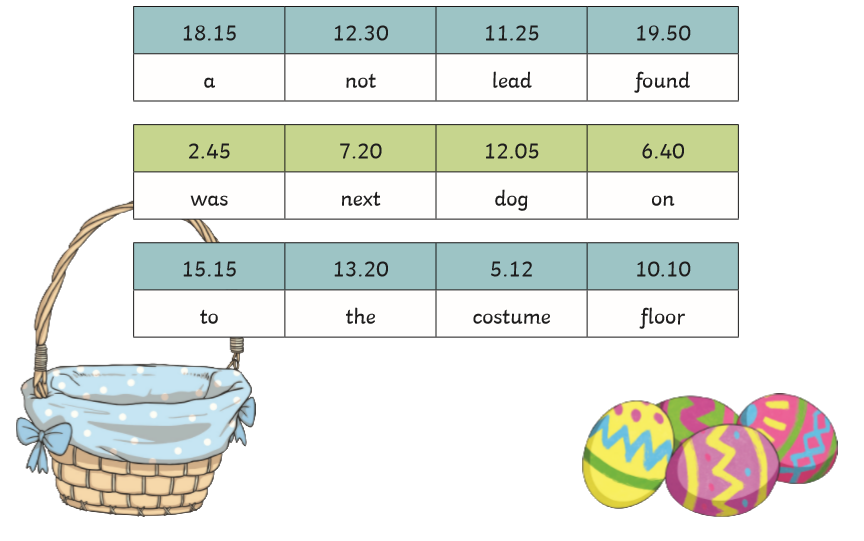 18.15 12.30 11.25 19.50
a not lead found
2.45 7.20 12.05 6.40
was next dog on
15.15 13.20 5.12 10.10
to the costume floor